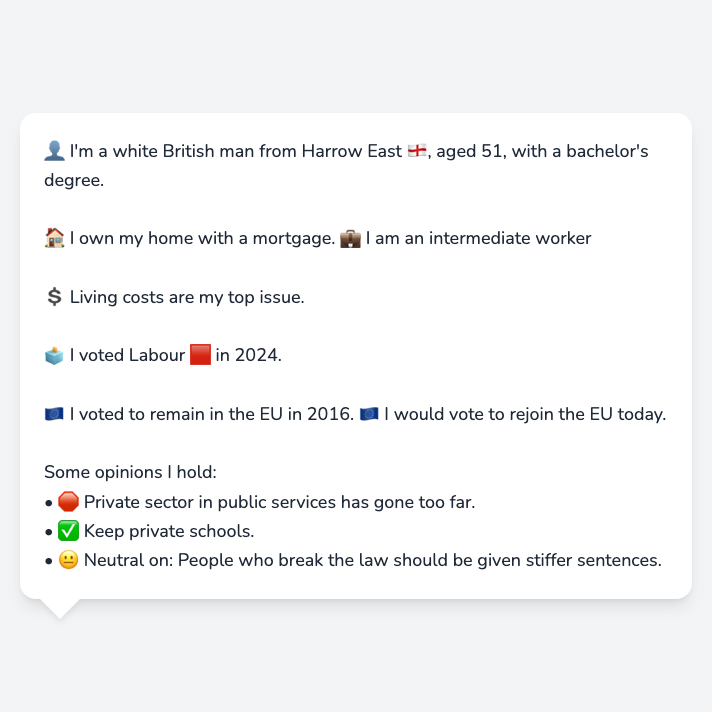 👤 I'm a white British man from Harrow East 🏴󠁧󠁢󠁥󠁮󠁧󠁿, aged 51, with a bachelor's
degree.
🏠 I own my home with a mortgage. 💼 I am an intermediate worker
💲 Living costs are my top issue.
🗳️ I voted Labour 🟥 in 2024.
🇪🇺 I voted to remain in the EU in 2016. 🇪🇺 I would vote to rejoin the EU today.
Some opinions I hold:
• 🛑 Private sector in public services has gone too far.
• ✅ Keep private schools.
• 😐 Neutral on: People who break the law should be given stiffer sentences.